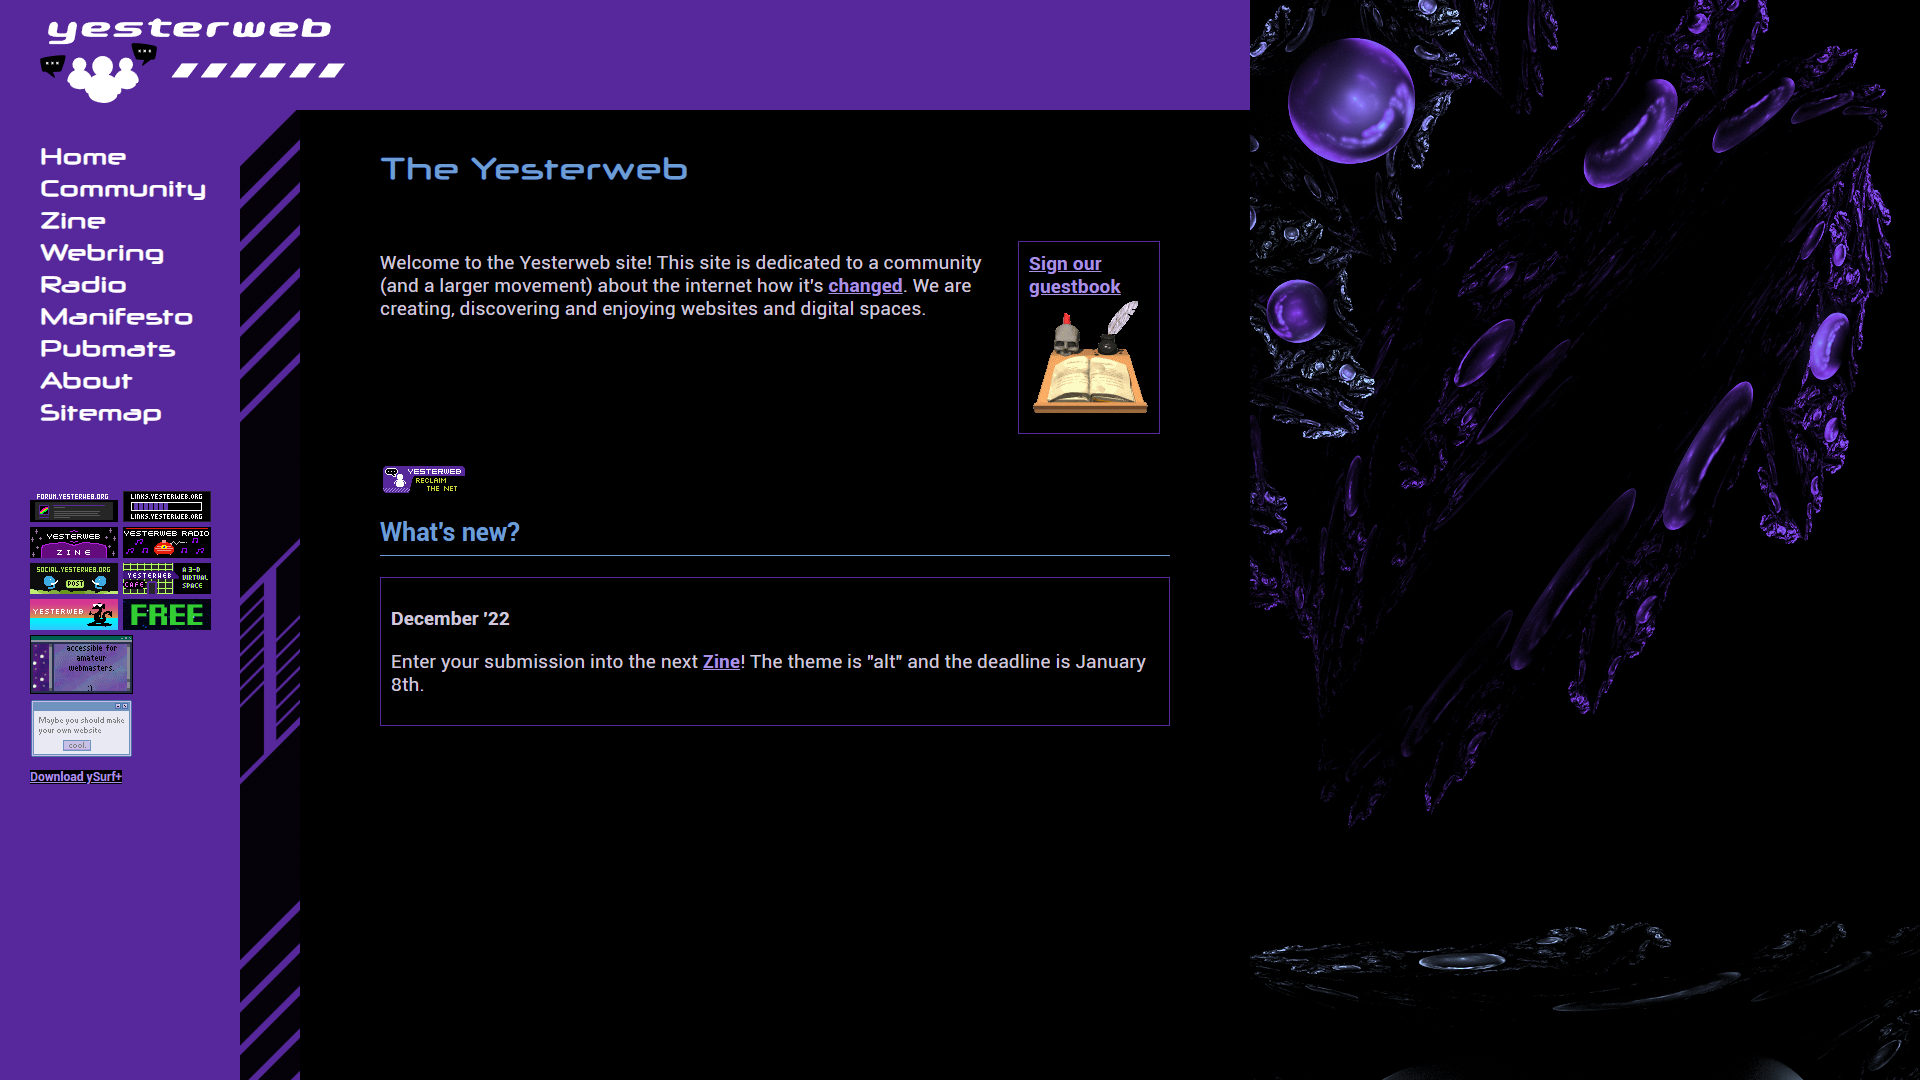 yesterweb
Home
Community
Zine
Webring
Radio
Manifesto
Pubmats
About
Sitemap
FORUM.YESTERWEB.ORG
LINKS.YESTERWEB.ORG
LINKS.YESTERWEB.ORG
YESTERWEB
ZINE
YESTERWEB RADIO
SOCIAL.YESTERWEB.ORG
POST
YESTERWEB
CAFE
A 3-D
VIRTUAL
SPACE
YESTERWEB
FREE
accessible for
amateur
webmasters.
:)
Maybe you should make
your own website
cool.
Download ySurf+
The Yesterweb
Welcome to the Yesterweb site! This site is dedicated to a community
(and a larger movement) about the internet how it's changed. We are
creating, discovering and enjoying websites and digital spaces.
Sign our
guestbook
YESTERWEB
RECLAIM
THE NET
What's new?
December '22
Enter your submission into the next Zine! The theme is "alt" and the deadline is January
8th.